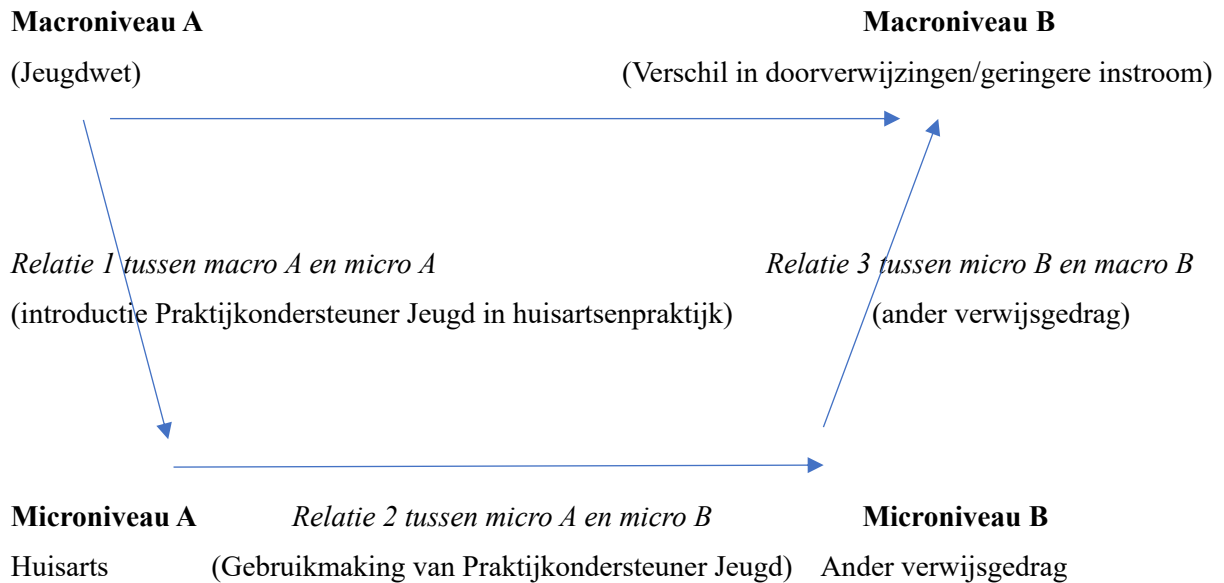 Macroniveau A Macroniveau B
(Jeugdwet) (Verschil in doorverwijzingen/geringere instroom)
Relatie 1 tussen macro A en micro A Relatie 3 tussen micro B en macro B
(introductie Praktijkondersteuner Jeugd in huisartsenpraktijk) (ander verwijsgedrag)
Microniveau A Relatie 2 tussen micro A en micro B Microniveau B
Huisarts (Gebruikmaking van Praktijkondersteuner Jeugd) Ander verwijsgedrag